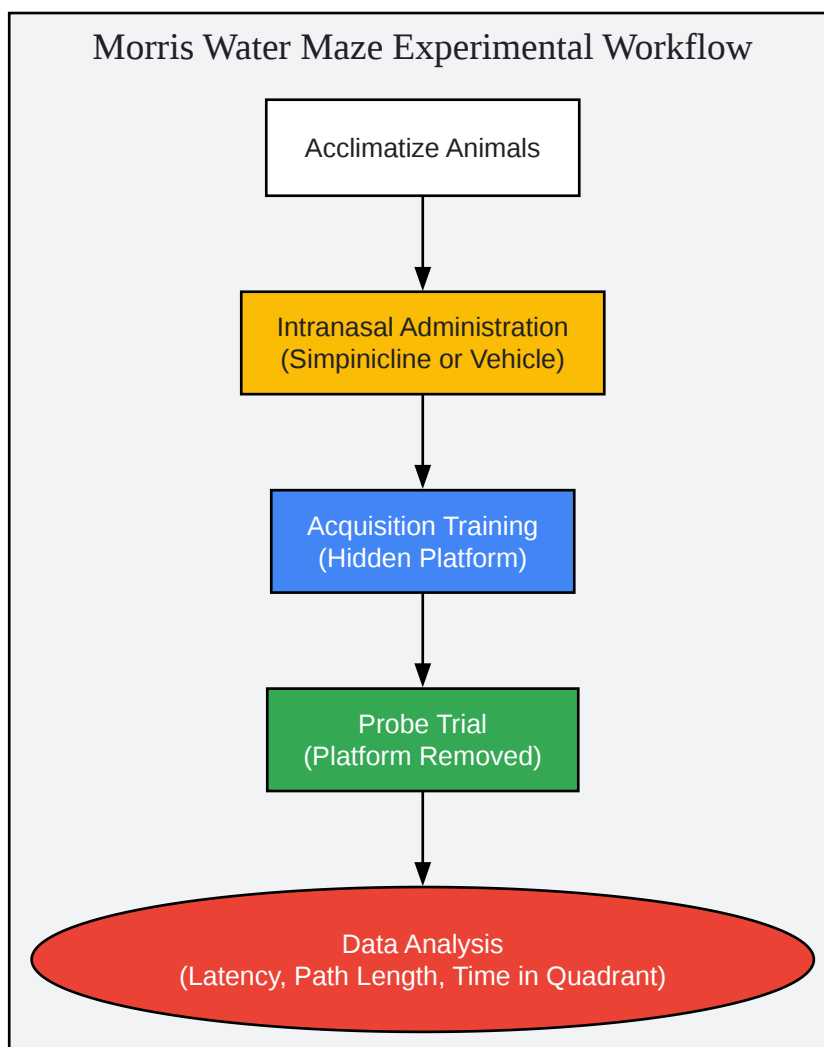 Morris Water Maze Experimental Workflow
Acclimatize Animals
Intranasal Administration
(Simpinicline or Vehicle)
Acquisition Training
(Hidden Platform)
Probe Trial
(Platform Removed)
Data Analysis
(Latency, Path Length, Time in Quadrant)